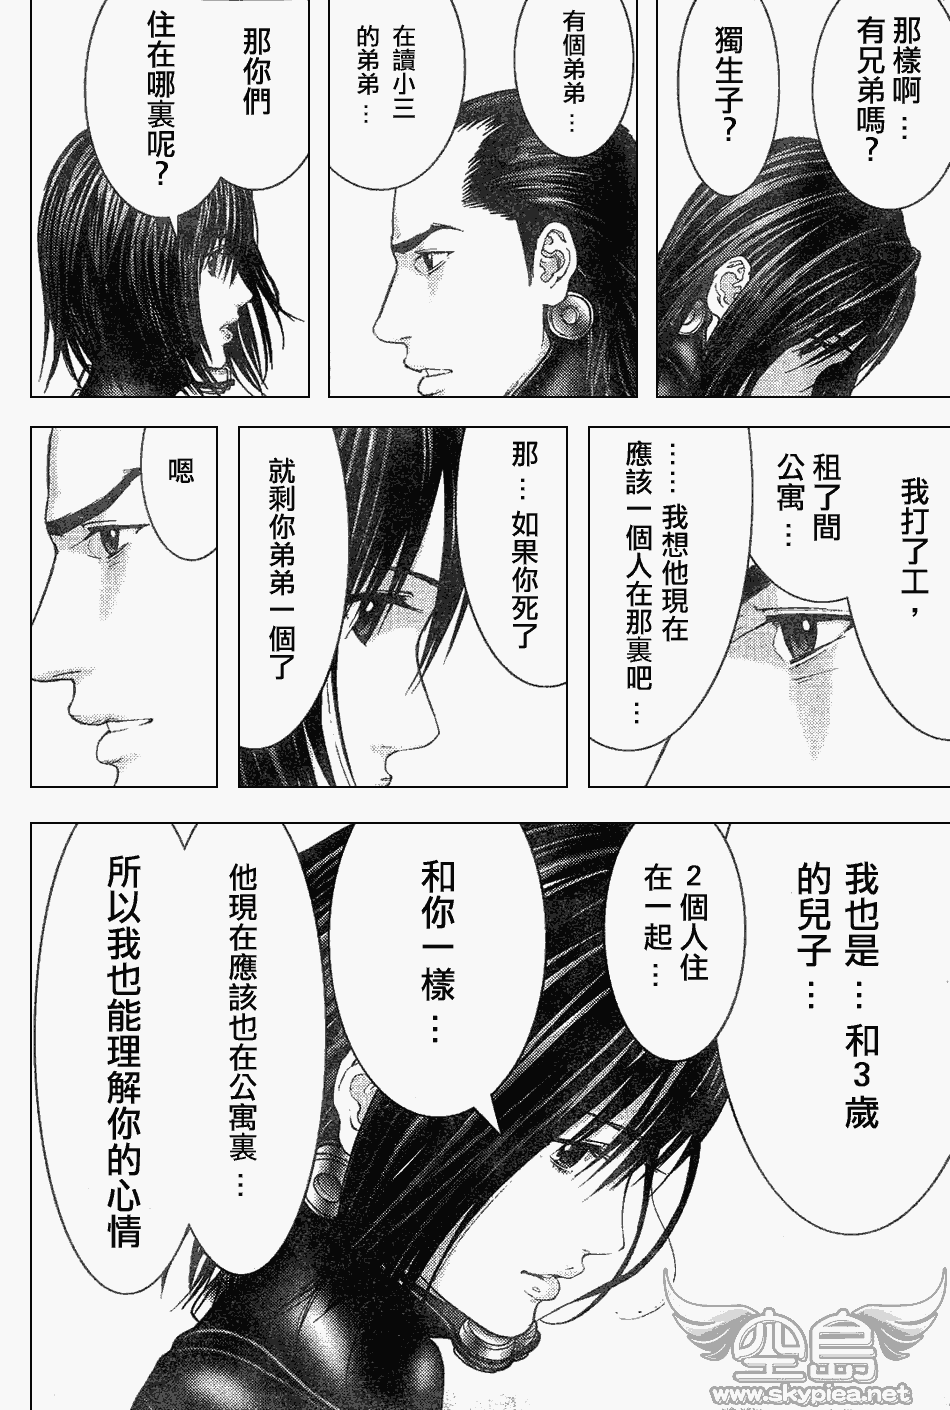 那樣啊…
有兄弟嗎？
獨生子？
有個弟弟…
在讀小三
的弟弟…
那你們
住在哪裏呢？
我打了工，
租了間
公寓…
……我想他現在
應該一個人在那裏吧…
那…如果你死了
就剩你弟弟一個了
嗯
我也是…和3歲
的兒子…
2個人住
在一起…
和你一樣…
他現在應該也在公寓裏…
所以我也能理解你的心情
空島
www.skypiea.net